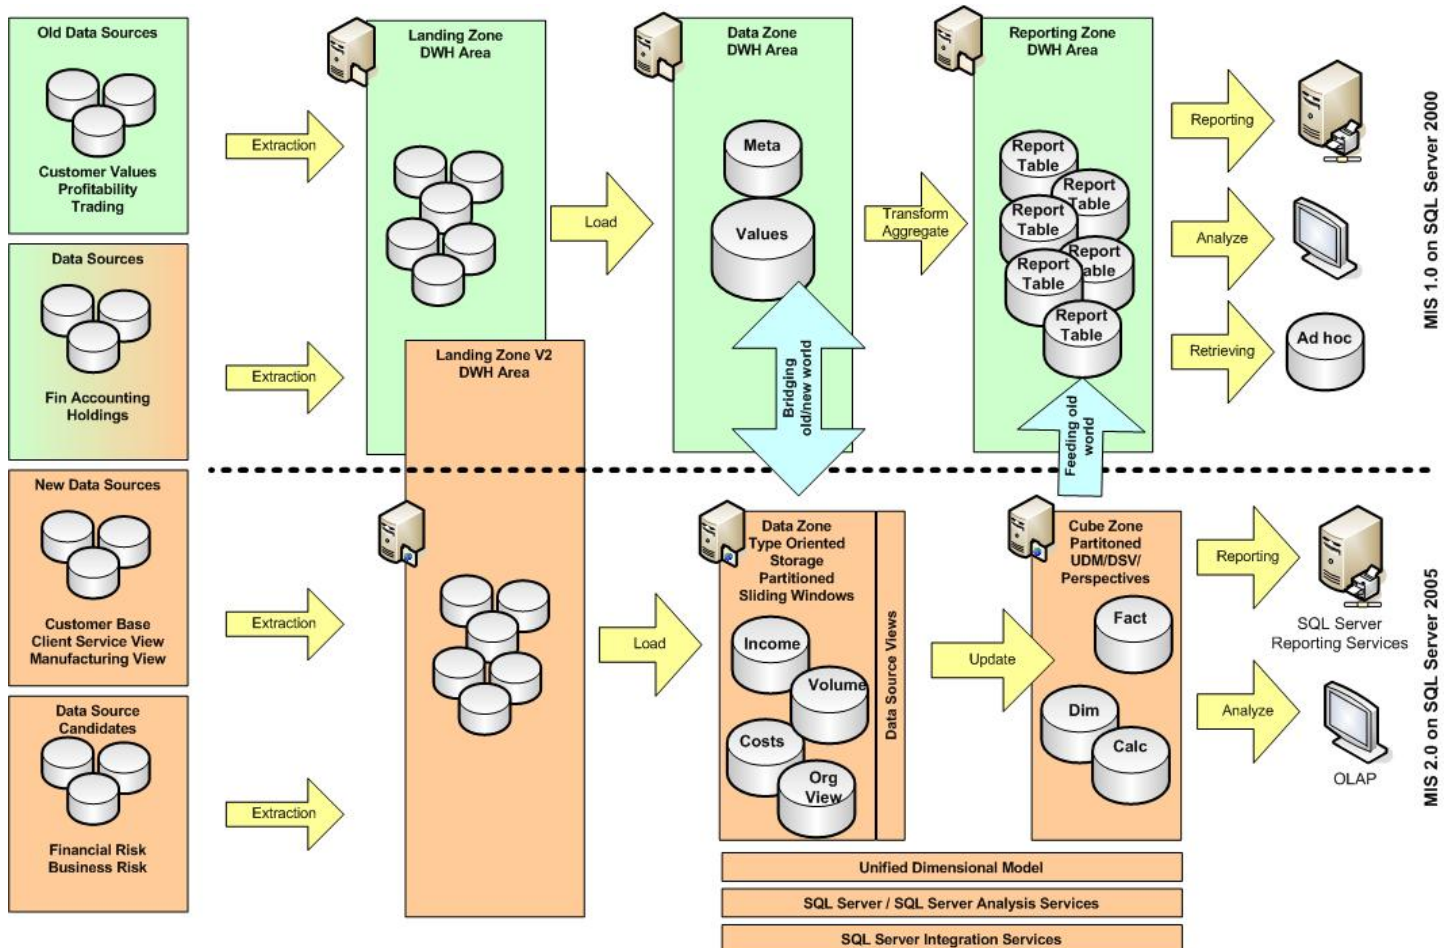 Old Data Sources
Customer Values
Profitability
Trading
Data Sources
Fin Accounting
Holdings
New Data Sources
Customer Base
Client Service View
Manufacturing View
Data Source
Candidates
Financial Risk
Business Risk
Extraction
Extraction
Extraction
Extraction
Landing Zone
DWH Area
Landing Zone V2
DWH Area
Load
Data Zone
DWH Area
Meta
Values
Transform
Aggregate
Reporting Zone
DWH Area
Report
Table
Report
Table
Report
Table
Report
Table
Report
Table
Report
Table
Reporting
Analyze
Retrieving
Ad hoc
MIS 1.0 on SQL Server 2000
Bridging
old/new world
Feeding old
world
Load
Data Zone
Type Oriented
Storage
Partitioned
Sliding Windows
Income
Volume
Costs
Org
View
Data Source Views
Update
Cube Zone
Partitoned
UDM/DSV/
Perspectives
Fact
Dim
Calc
Reporting
SQL Server
Reporting Services
Analyze
OLAP
MIS 2.0 on SQL Server 2005
Unified Dimensional Model
SQL Server / SQL Server Analysis Services
SQL Server Integration Services